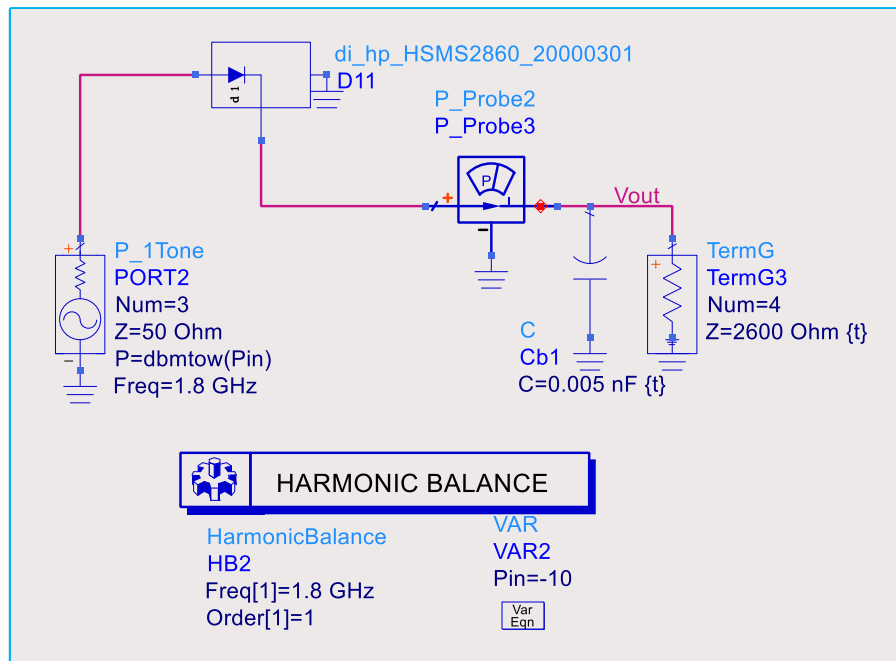 di_hp_HSMS2860_20000301
D11
d1
P_Probe2
P_Probe3
P
+
-
Vout
P_1Tone
PORT2
Num=3
Z=50 Ohm
P=dbmtow(Pin)
Freq=1.8 GHz
+
-
C
Cb1
C=0.005 nF {t}
TermG
TermG3
Num=4
Z=2600 Ohm {t}
+
HARMONIC BALANCE
HarmonicBalance
HB2
Freq[1]=1.8 GHz
Order[1]=1
VAR
VAR2
Pin=-10
Var
Eqn